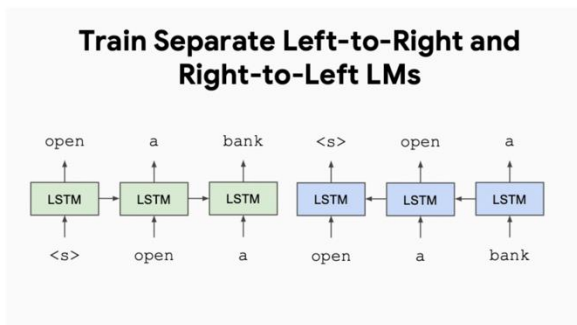 Train Separate Left-to-Right and
Right-to-Left LMs
open a bank <s> open a
LSTM LSTM LSTM LSTM LSTM LSTM
<s> open a open a bank